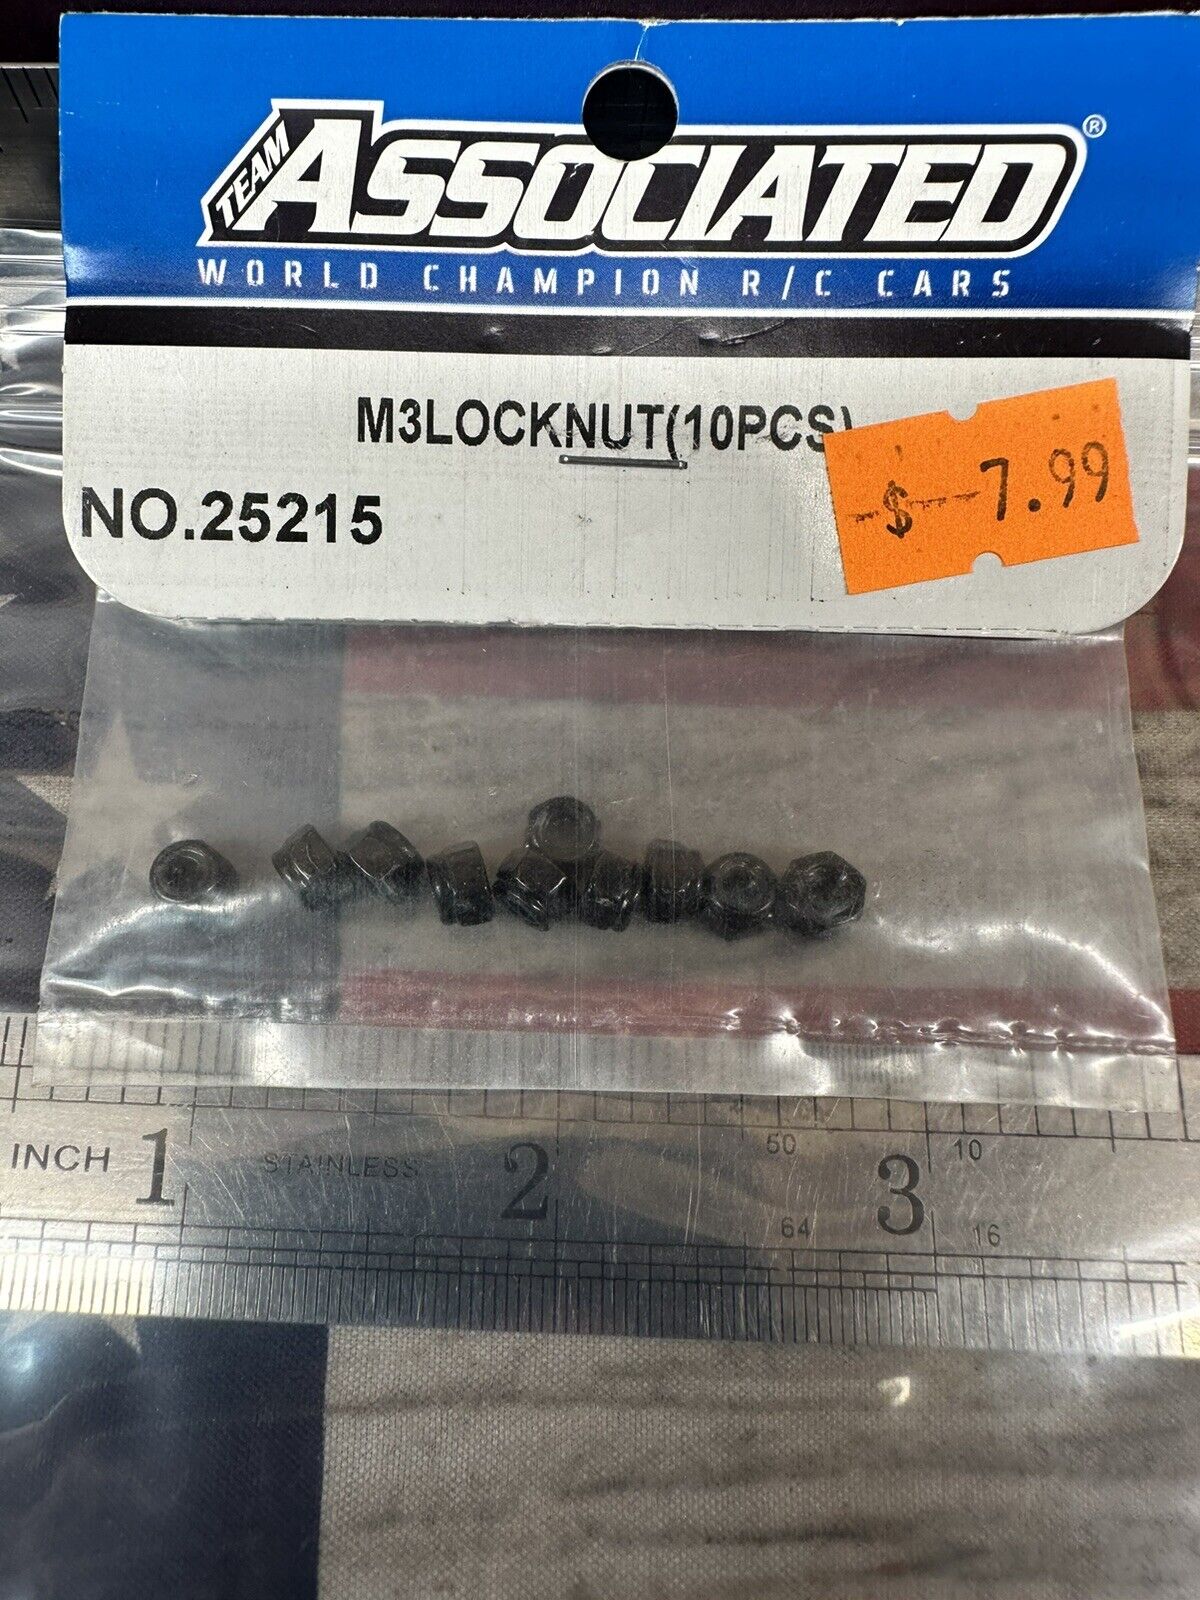 TEAM ASSOCIATED ®
WORLD CHAMPION R/C CARS
M3LOCKNUT(10PCS)
$ 7.99
NO.25215
50 10
INCH 1 STAINLESS 2 3
64 16